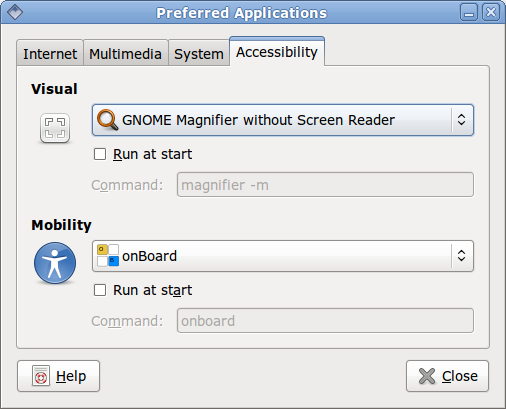 Preferred Applications
Internet Multimedia System Accessibility
Visual
GNOME Magnifier without Screen Reader
Run at start
Command: magnifier -m
Mobility
onBoard
Run at start
Command: onboard
Help Close